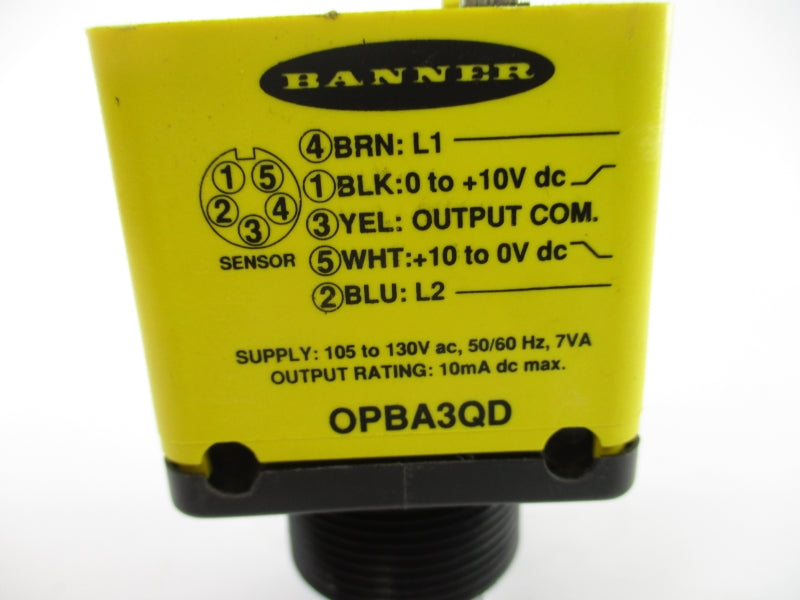 BANNER
④BRN: L1
①BLK:0 to +10V dc
③YEL: OUTPUT COM.
⑤WHT:+10 to 0V dc
②BLU: L2
1 5
2 4
3
SENSOR
SUPPLY: 105 to 130V ac, 50/60 Hz, 7VA
OUTPUT RATING: 10mA dc max.
OPBA3QD